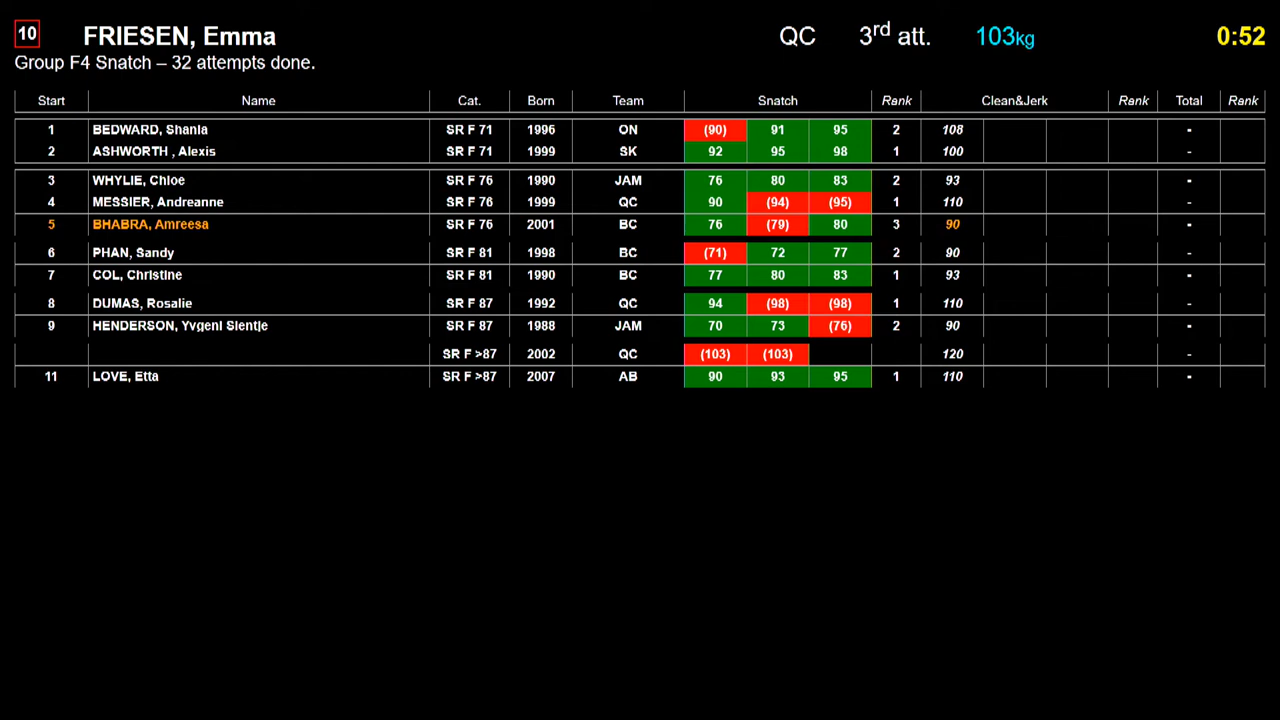 10 FRIESEN, Emma QC 3rd att. 103kg 0:52
Group F4 Snatch – 32 attempts done.
Start Name Cat. Born Team Snatch Rank Clean&Jerk Rank Total Rank
1 BEDWARD, Shania SR F 71 1996 ON (90) 91 95 2 108 -
2 ASHWORTH , Alexis SR F 71 1999 SK 92 95 98 1 100 -
3 WHYLIE, Chloe SR F 76 1990 JAM 76 80 83 2 93 -
4 MESSIER, Andreanne SR F 76 1999 QC 90 (94) (95) 1 110 -
5 BHABRA, Amreesa SR F 76 2001 BC 76 (79) 80 3 90 -
6 PHAN, Sandy SR F 81 1998 BC (71) 72 77 2 90 -
7 COL, Christine SR F 81 1990 BC 77 80 83 1 93 -
8 DUMAS, Rosalie SR F 87 1992 QC 94 (98) (98) 1 110 -
9 HENDERSON, Yvgeni Sientje SR F 87 1988 JAM 70 73 (76) 2 90 -
SR F >87 2002 QC (103) (103) 120 -
11 LOVE, Etta SR F >87 2007 AB 90 93 95 1 110 -